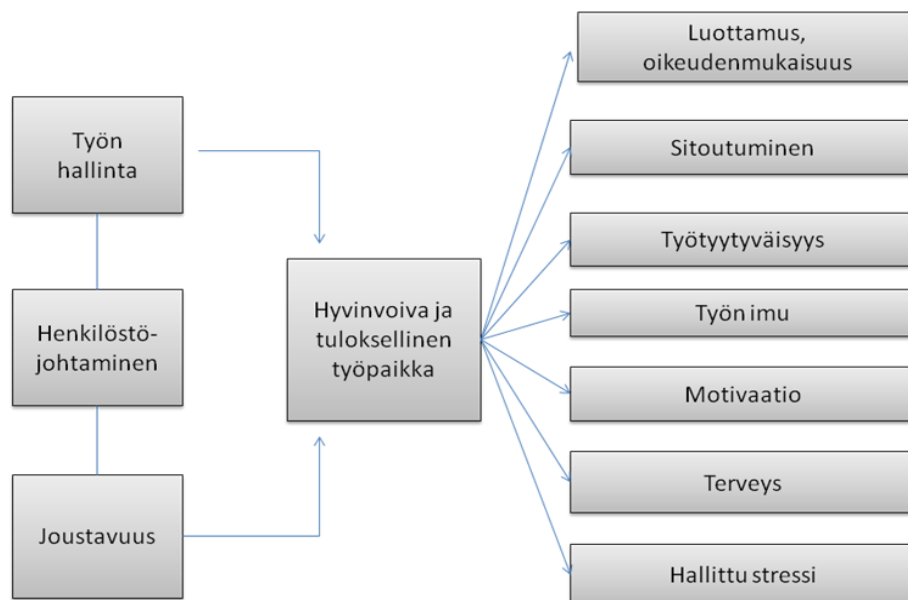 Työn
hallinta
Henkilöstö-
johtaminen
Joustavuus
Hyvinvoiva ja
tuloksellinen
työpaikka
Luottamus,
oikeudenmukaisuus
Sitoutuminen
Työtyytyväisyys
Työn imu
Motivaatio
Terveys
Hallittu stressi